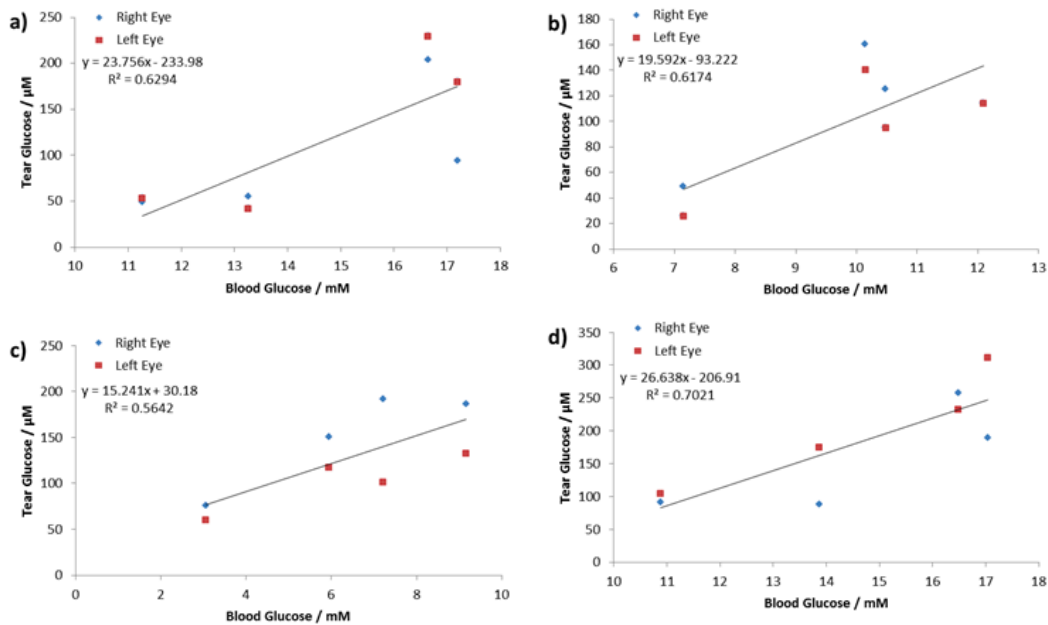 a)
250
200
150
100
50
0
Tear Glucose / µM
Right Eye
Left Eye
y = 23.756x - 233.98
R² = 0.6294
10 11 12 13 14 15 16 17 18
Blood Glucose / mM
b)
180
160
140
120
100
80
60
40
20
0
Tear Glucose / µM
Right Eye
Left Eye
y = 19.592x - 93.222
R² = 0.6174
6 7 8 9 10 11 12 13
Blood Glucose / mM
c)
250
200
150
100
50
0
Tear Glucose / µM
Right Eye
Left Eye
y = 15.241x + 30.18
R² = 0.5642
0 2 4 6 8 10
Blood Glucose / mM
d)
350
300
250
200
150
100
50
0
Tear Glucose / µM
Right Eye
Left Eye
y = 26.638x - 206.91
R² = 0.7021
10 11 12 13 14 15 16 17 18
Blood Glucose / mM